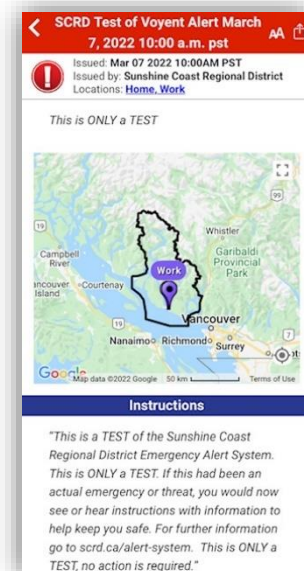 SCRD Test of Voyent Alert March
7, 2022 10:00 a.m. pst
AA
Issued: Mar 07 2022 10:00AM PST
Issued by: Sunshine Coast Regional District
Locations: Home, Work
This is ONLY a TEST
Whistler
99
19
Garibaldi
Provincial
Park
Campbell
River
Work
ancouver
Island
Courtenay
19
Vancouver
Nanaimo
Richmond
Surrey
Google
Map data ©2022 Google
50 km
Terms of Use
Instructions
"This is a TEST of the Sunshine Coast
Regional District Emergency Alert System.
This is ONLY a TEST. If this had been an
actual emergency or threat, you would now
see or hear instructions with information to
help keep you safe. For further information
go to scrd.ca/alert-system. This is ONLY a
TEST, no action is required."